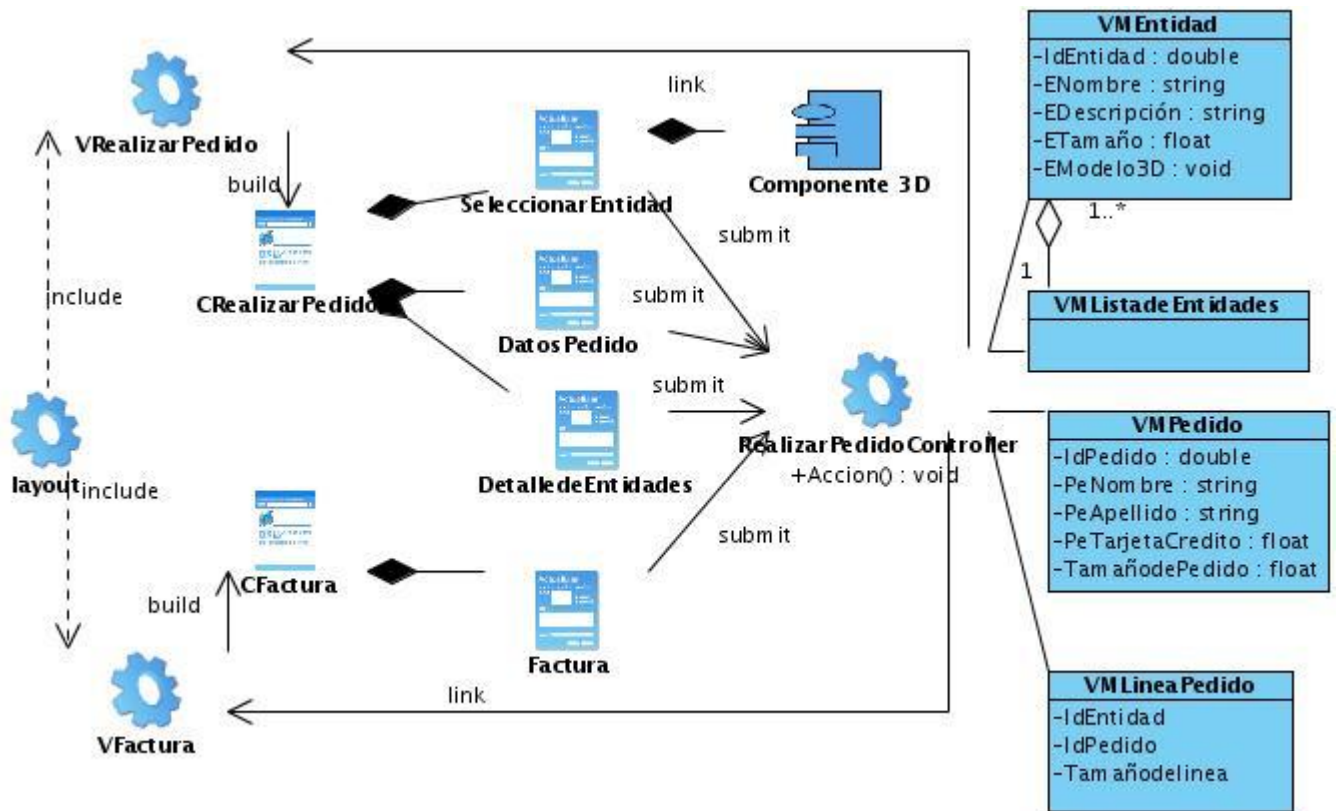 VMEntidad
-IdEntidad : double
-ENombre : string
-EDescripción : string
-ETamaño : float
-EModelo3D : void
link
VRealizarPedido
Componente 3D
build
SeleccionarEntidad
1..*
submit
1
include
CRealizarPedido
submit
VMListadeEntidades
DatosPedido
submit
layout
RealizarPedidoController
+Accion() : void
VMPedido
-IdPedido : double
-PeNombre : string
-PeApellido : string
-PeTarjetaCredito : float
-TamañodePedido : float
include
DetalledeEntidades
submit
CFactura
build
Factura
link
VFactura
VMLineaPedido
-IdEntidad
-IdPedido
-Tamañodelinea